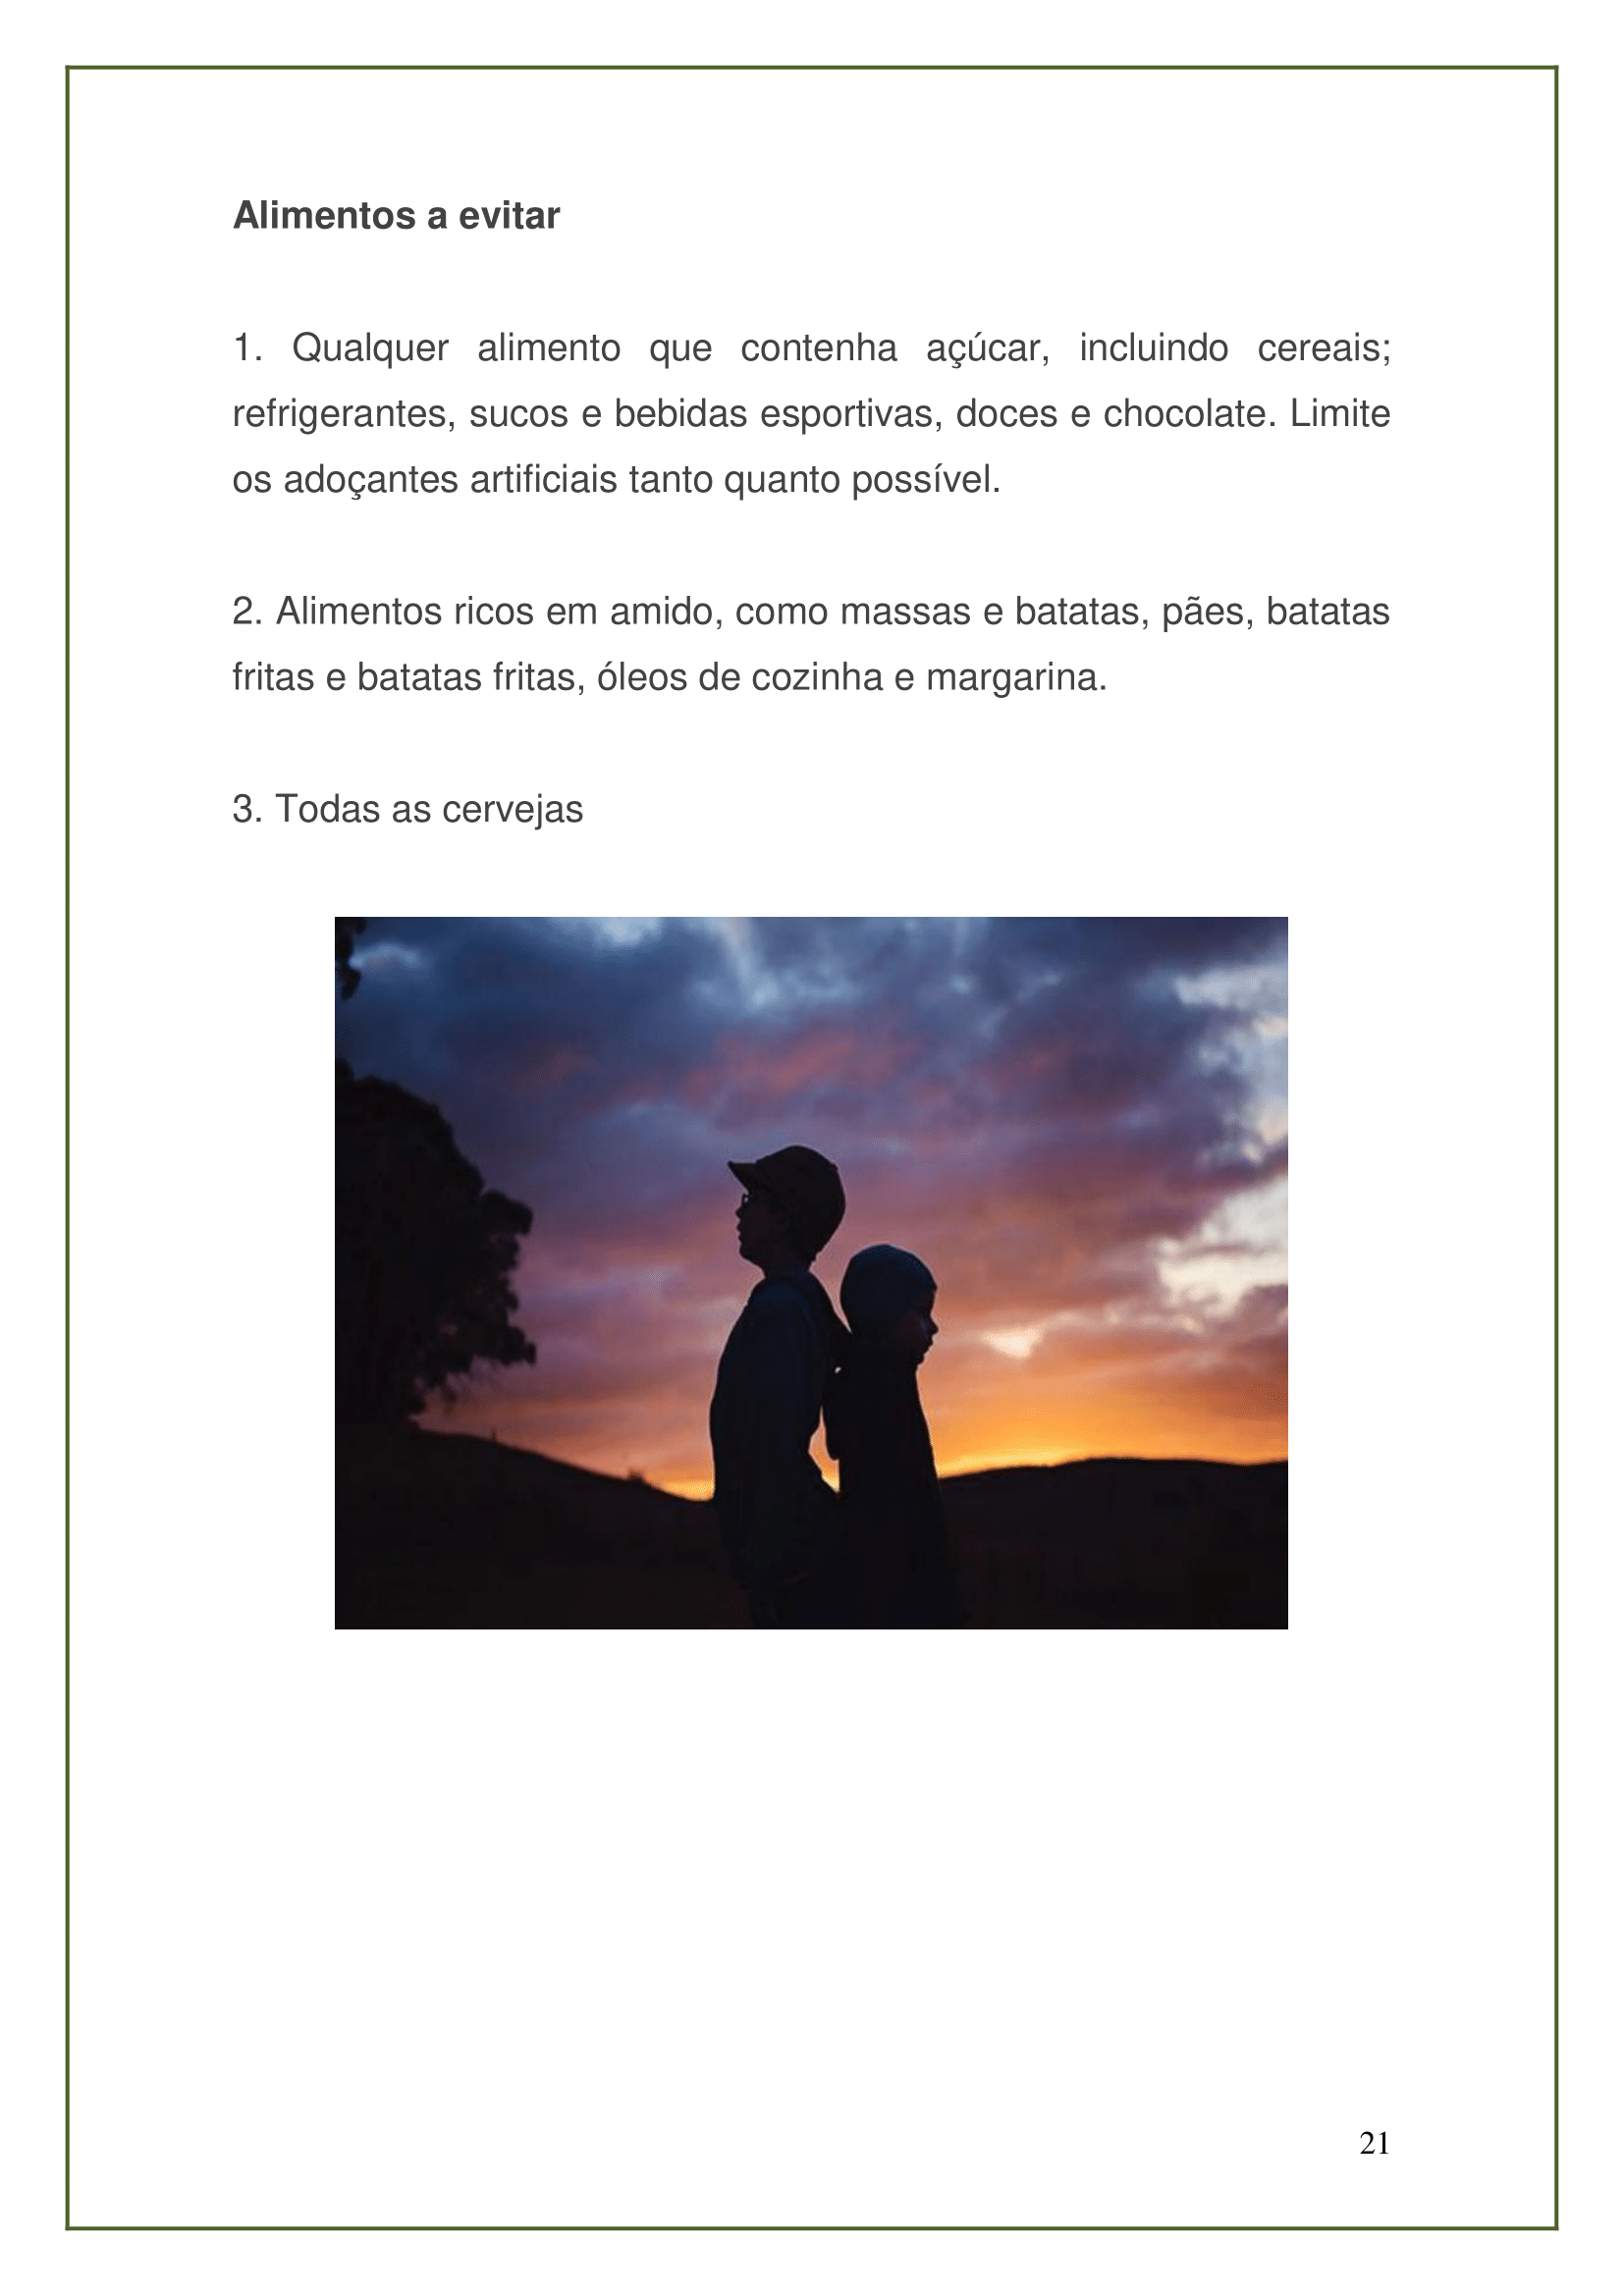 Alimentos a evitar
1. Qualquer alimento que contenha açúcar, incluindo cereais;
refrigerantes, sucos e bebidas esportivas, doces e chocolate. Limite
os adoçantes artificiais tanto quanto possível.
2. Alimentos ricos em amido, como massas e batatas, pães, batatas
fritas e batatas fritas, óleos de cozinha e margarina.
3. Todas as cervejas
21